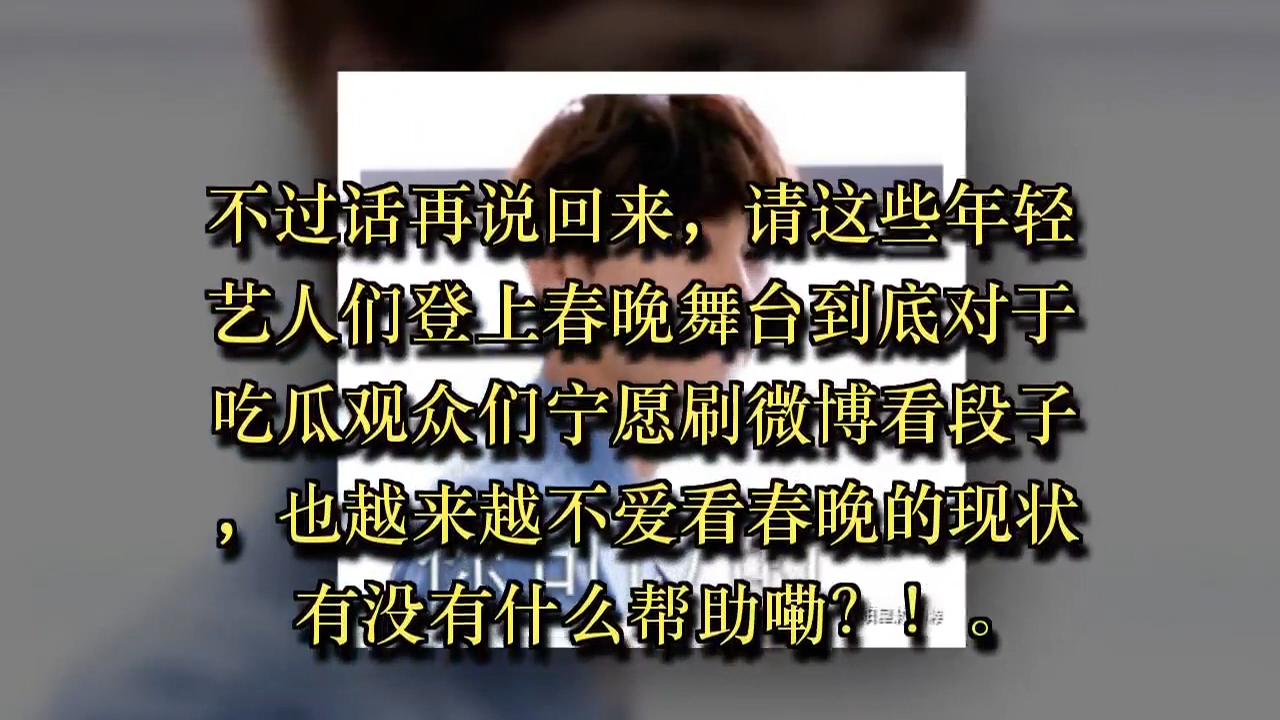 不过话再说回来，请这些年轻
艺人们登上春晚舞台到底对于
吃瓜观众们宁愿刷微博看段子
，也越来越不爱看春晚的现状
有没有什么帮助嘞？！。